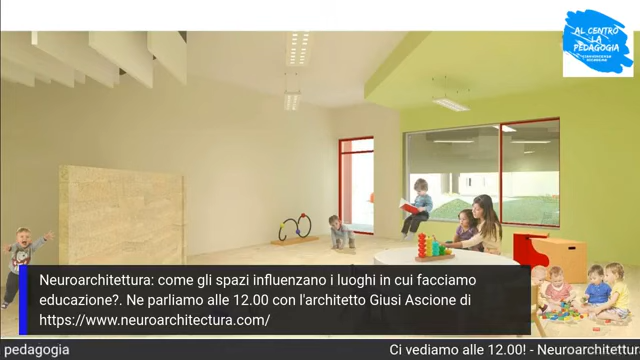 AL CENTRO
LA
PEDAGOGIA
Neuroarchitettura: come gli spazi influenzano i luoghi in cui facciamo
educazione?. Ne parliamo alle 12.00 con l'architetto Giusi Ascione di
https://www.neuroarchitectura.com/
pedagogia
Ci vediamo alle 12.00! - Neuroarchitettur